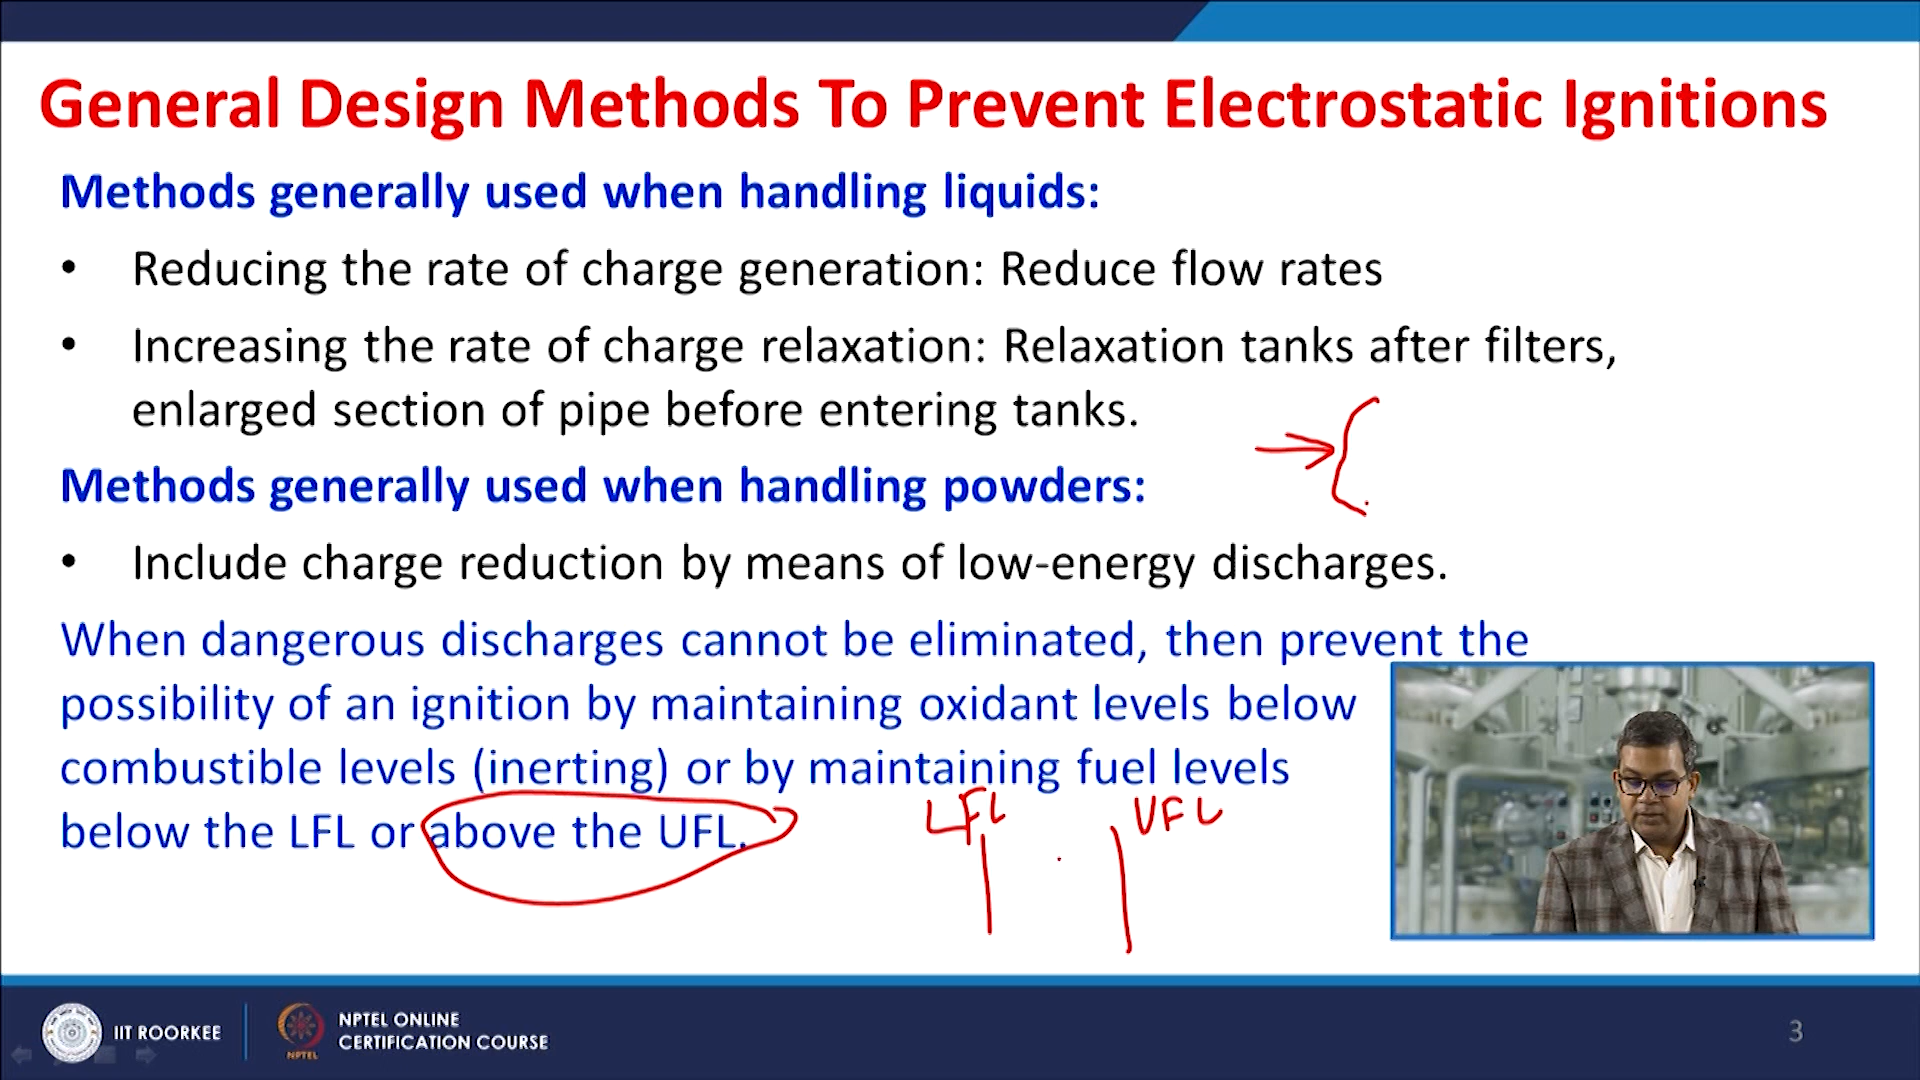 General Design Methods To Prevent Electrostatic Ignitions
Methods generally used when handling liquids:
• Reducing the rate of charge generation: Reduce flow rates
• Increasing the rate of charge relaxation: Relaxation tanks after filters,
enlarged section of pipe before entering tanks.
Methods generally used when handling powders:
• Include charge reduction by means of low-energy discharges.
When dangerous discharges cannot be eliminated, then prevent the
possibility of an ignition by maintaining oxidant levels below
combustible levels (inerting) or by maintaining fuel levels
below the LFL or above the UFL.
LFL UFL
IIT ROORKEE
NPTEL
NPTEL ONLINE
CERTIFICATION COURSE
3